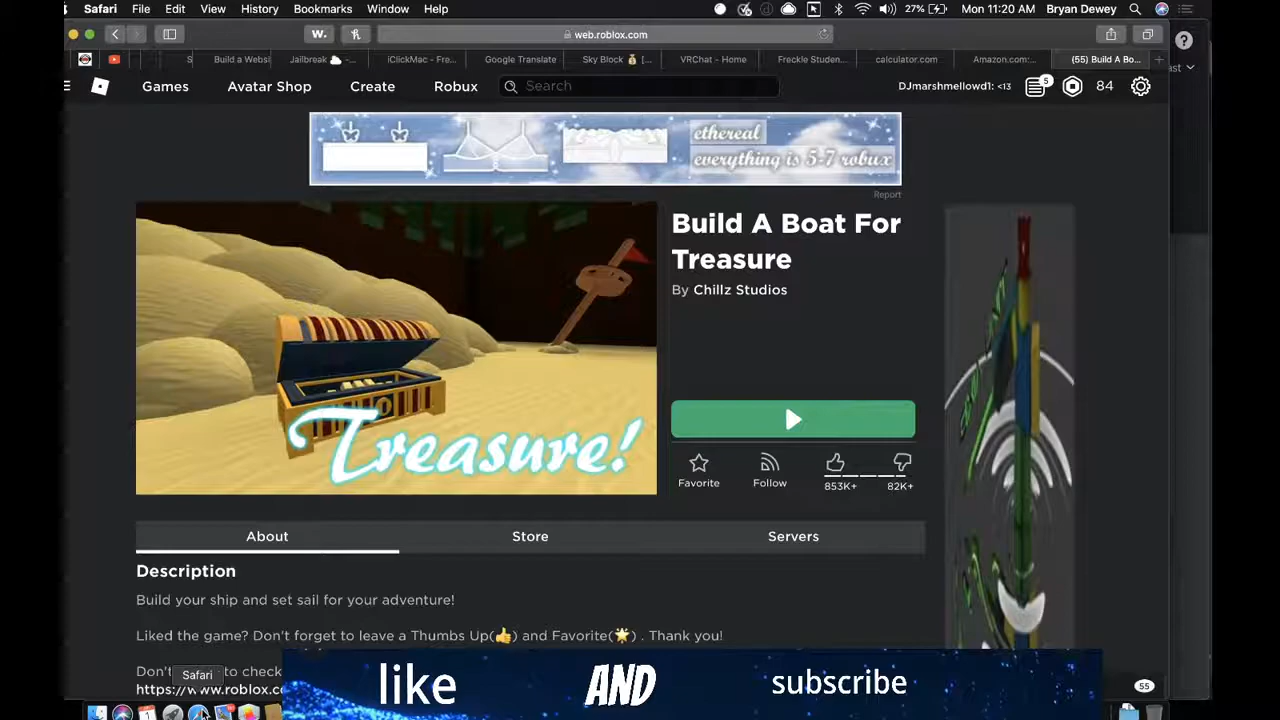 Safari File Edit View History Bookmarks Window Help 27% Mon 11:20 AM Bryan Dewey
w. web.roblox.com
S Build a Websi Jailbreak -... iClickMac - Fre... Google Translate Sky Block [... VRChat - Home Freckle Studen... calculator.com Amazon.com:... (55) Build A Bo...
Games Avatar Shop Create Robux Search DJmarshmellowd1: <13 5 84
ethereal
everything is 5-7 robux
Report
Build A Boat For
Treasure
By Chillz Studios
Treasure!
Favorite Follow 853K+ 82K+
About Store Servers
Description
Build your ship and set sail for your adventure!
Liked the game? Don't forget to leave a Thumbs Up(👍) and Favorite(🌟) . Thank you!
Don't to check
Safari
https://www.roblox.c
like AND subscribe
55